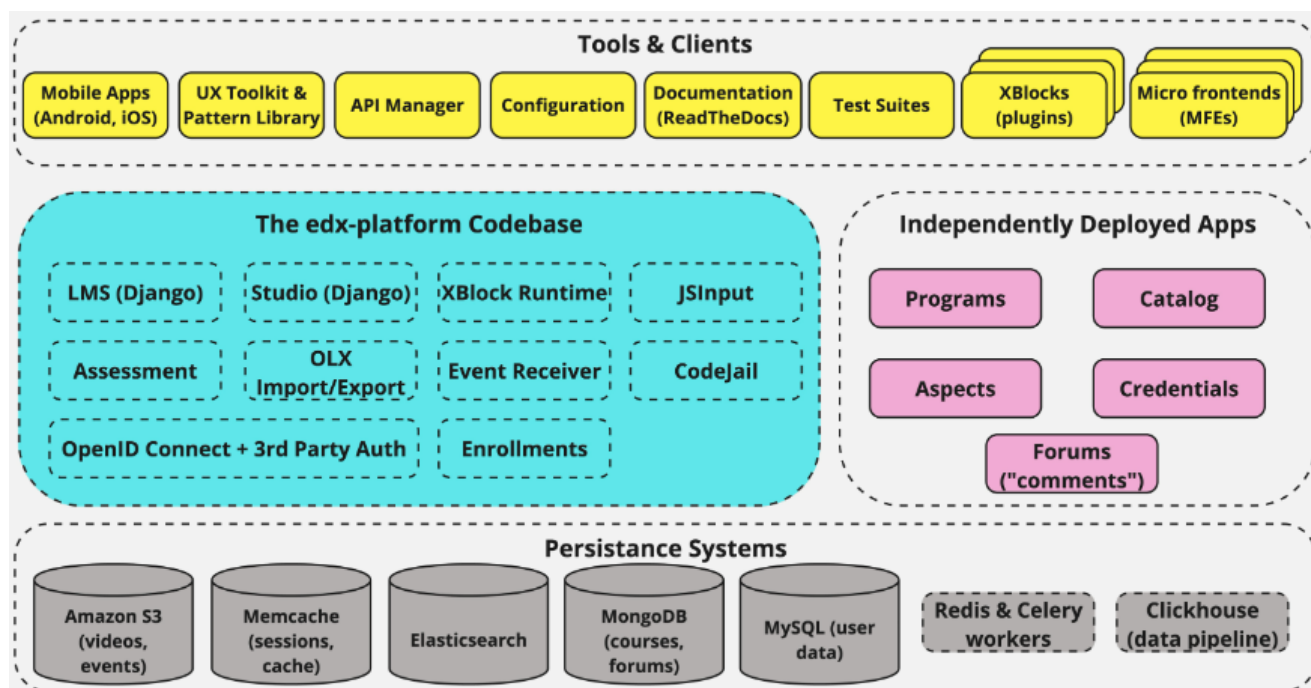 Tools & Clients
Mobile Apps
(Android, iOS)
UX Toolkit &
Pattern Library
API Manager
Configuration
Documentation
(ReadTheDocs)
Test Suites
XBlocks
(plugins)
Micro frontends
(MFEs)
The edx-platform Codebase
LMS (Django)
Studio (Django)
XBlock Runtime
JSInput
Assessment
OLX
Import/Export
Event Receiver
CodeJail
OpenID Connect + 3rd Party Auth
Enrollments
Independently Deployed Apps
Programs
Catalog
Aspects
Credentials
Forums
("comments")
Persistance Systems
Amazon S3
(videos,
events)
Memcache
(sessions,
cache)
Elasticsearch
MongoDB
(courses,
forums)
MySQL (user
data)
Redis & Celery
workers
Clickhouse
(data pipeline)